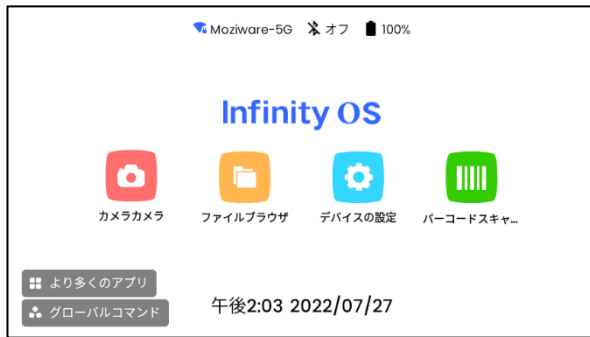 Moziware-5G オフ 100%
Infinity OS
カメラカメラ ファイルブラウザ デバイスの設定 バーコードスキャ...
より多くのアプリ
グローバルコマンド
午後2:03 2022/07/27